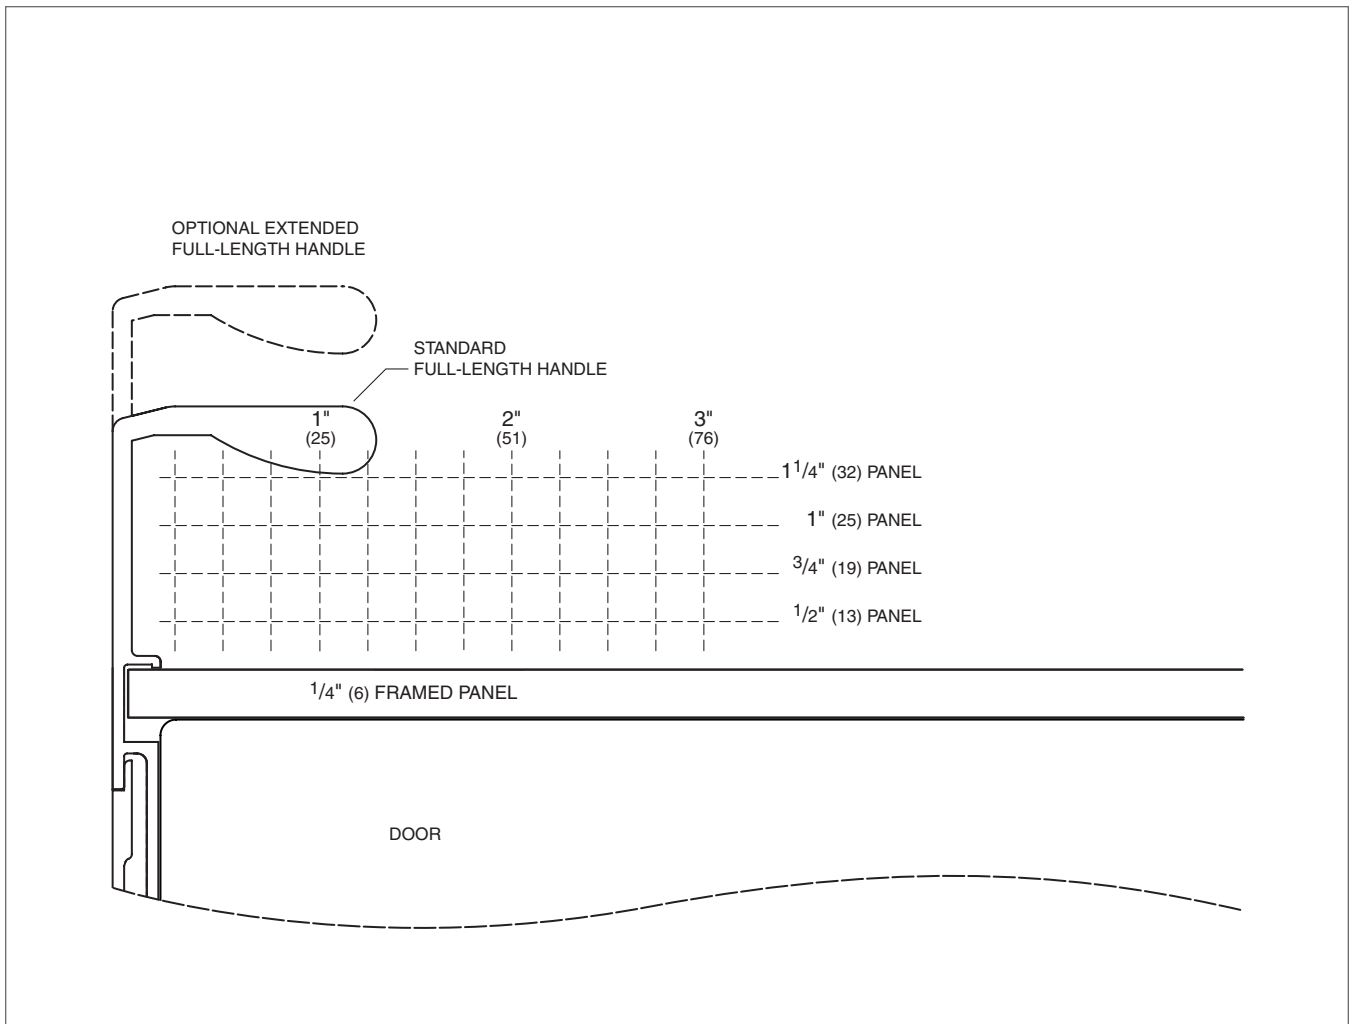 OPTIONAL EXTENDED
FULL-LENGTH HANDLE
STANDARD
FULL-LENGTH HANDLE
1" 2" 3"
(25) (51) (76)
1 1/4" (32) PANEL
1" (25) PANEL
3/4" (19) PANEL
1/2" (13) PANEL
1/4" (6) FRAMED PANEL
DOOR